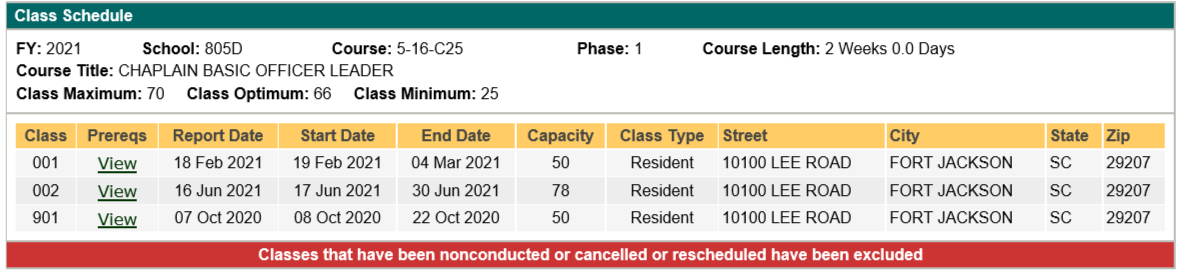 Class Schedule
FY: 2021 School: 805D Course: 5-16-C25 Phase: 1 Course Length: 2 Weeks 0.0 Days
Course Title: CHAPLAIN BASIC OFFICER LEADER
Class Maximum: 70 Class Optimum: 66 Class Minimum: 25
Class Prereqs Report Date Start Date End Date Capacity Class Type Street City State Zip
001 View 18 Feb 2021 19 Feb 2021 04 Mar 2021 50 Resident 10100 LEE ROAD FORT JACKSON SC 29207
002 View 16 Jun 2021 17 Jun 2021 30 Jun 2021 78 Resident 10100 LEE ROAD FORT JACKSON SC 29207
901 View 07 Oct 2020 08 Oct 2020 22 Oct 2020 50 Resident 10100 LEE ROAD FORT JACKSON SC 29207
Classes that have been nonconducted or cancelled or rescheduled have been excluded